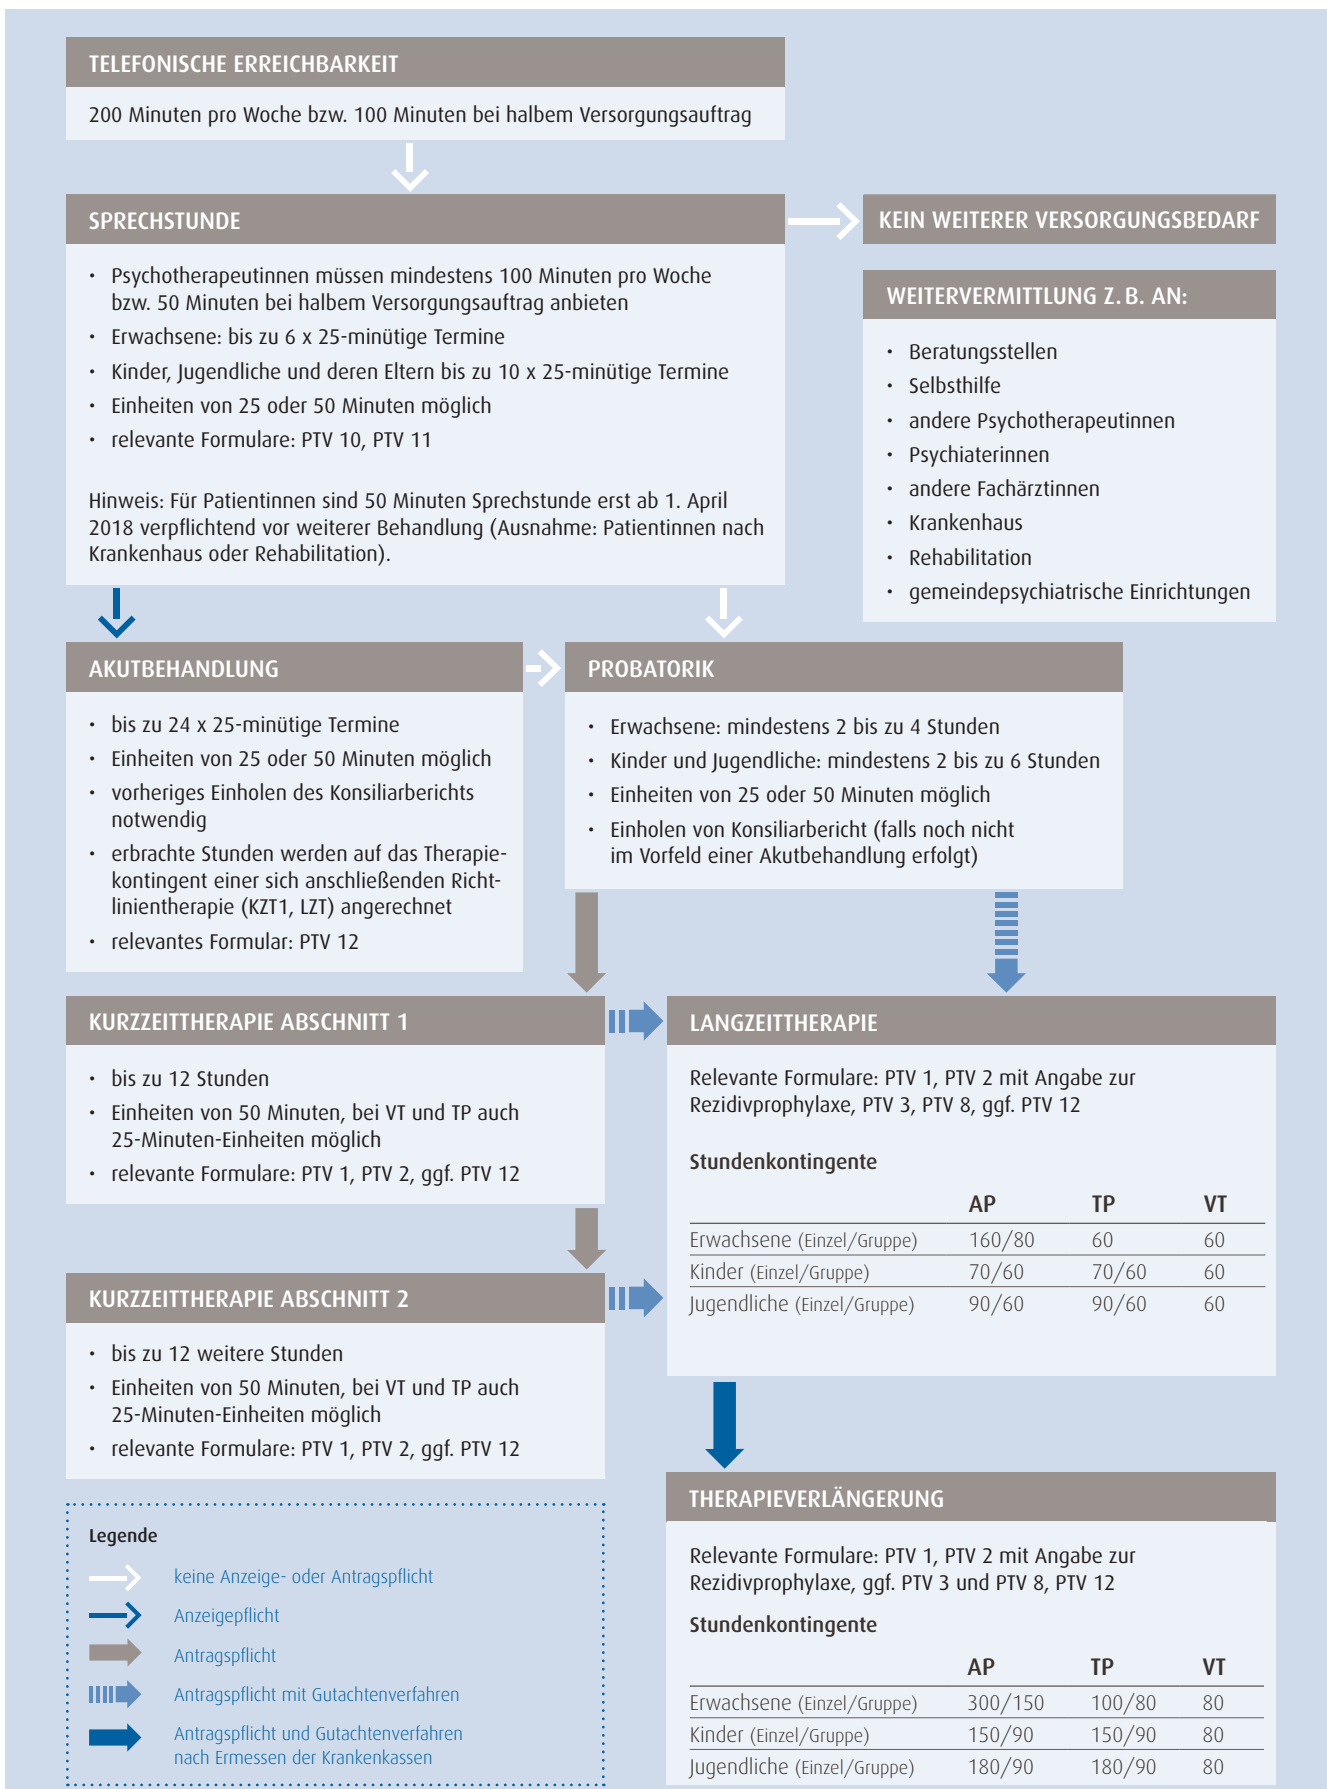 TELEFONISCHE ERREICHBARKEIT
200 Minuten pro Woche bzw. 100 Minuten bei halbem Versorgungsauftrag
SPRECHSTUNDE
• Psychotherapeutinnen müssen mindestens 100 Minuten pro Woche
bzw. 50 Minuten bei halbem Versorgungsauftrag anbieten
• Erwachsene: bis zu 6 x 25-minütige Termine
• Kinder, Jugendliche und deren Eltern bis zu 10 x 25-minütige Termine
• Einheiten von 25 oder 50 Minuten möglich
• relevante Formulare: PTV 10, PTV 11
Hinweis: Für Patientinnen sind 50 Minuten Sprechstunde erst ab 1. April
2018 verpflichtend vor weiterer Behandlung (Ausnahme: Patientinnen nach
Krankenhaus oder Rehabilitation).
KEIN WEITERER VERSORGUNGSBEDARF
WEITERVERMITTLUNG Z. B. AN:
• Beratungsstellen
• Selbsthilfe
• andere Psychotherapeutinnen
• Psychiaterinnen
• andere Fachärztinnen
• Krankenhaus
• Rehabilitation
• gemeindepsychiatrische Einrichtungen
AKUTBEHANDLUNG
• bis zu 24 x 25-minütige Termine
• Einheiten von 25 oder 50 Minuten möglich
• vorheriges Einholen des Konsiliarberichts
notwendig
• erbrachte Stunden werden auf das Therapie-
kontingent einer sich anschließenden Richt-
linientherapie (KZT1, LZT) angerechnet
• relevantes Formular: PTV 12
PROBATORIK
• Erwachsene: mindestens 2 bis zu 4 Stunden
• Kinder und Jugendliche: mindestens 2 bis zu 6 Stunden
• Einheiten von 25 oder 50 Minuten möglich
• Einholen von Konsiliarbericht (falls noch nicht
im Vorfeld einer Akutbehandlung erfolgt)
KURZZEITTHERAPIE ABSCHNITT 1
• bis zu 12 Stunden
• Einheiten von 50 Minuten, bei VT und TP auch
25-Minuten-Einheiten möglich
• relevante Formulare: PTV 1, PTV 2, ggf. PTV 12
KURZZEITTHERAPIE ABSCHNITT 2
• bis zu 12 weitere Stunden
• Einheiten von 50 Minuten, bei VT und TP auch
25-Minuten-Einheiten möglich
• relevante Formulare: PTV 1, PTV 2, ggf. PTV 12
LANGZEITTHERAPIE
Relevante Formulare: PTV 1, PTV 2 mit Angabe zur
Rezidivprophylaxe, PTV 3, PTV 8, ggf. PTV 12
Stundenkontingente
AP TP VT
Erwachsene (Einzel/Gruppe) 160/80 60 60
Kinder (Einzel/Gruppe) 70/60 70/60 60
Jugendliche (Einzel/Gruppe) 90/60 90/60 60
THERAPIEVERLÄNGERUNG
Relevante Formulare: PTV 1, PTV 2 mit Angabe zur
Rezidivprophylaxe, ggf. PTV 3 und PTV 8, PTV 12
Stundenkontingente
AP TP VT
Erwachsene (Einzel/Gruppe) 300/150 100/80 80
Kinder (Einzel/Gruppe) 150/90 150/90 80
Jugendliche (Einzel/Gruppe) 180/90 180/90 80
Legende
keine Anzeige- oder Antragspflicht
Anzeigepflicht
Antragspflicht
Antragspflicht mit Gutachtenverfahren
Antragspflicht und Gutachtenverfahren
nach Ermessen der Krankenkassen